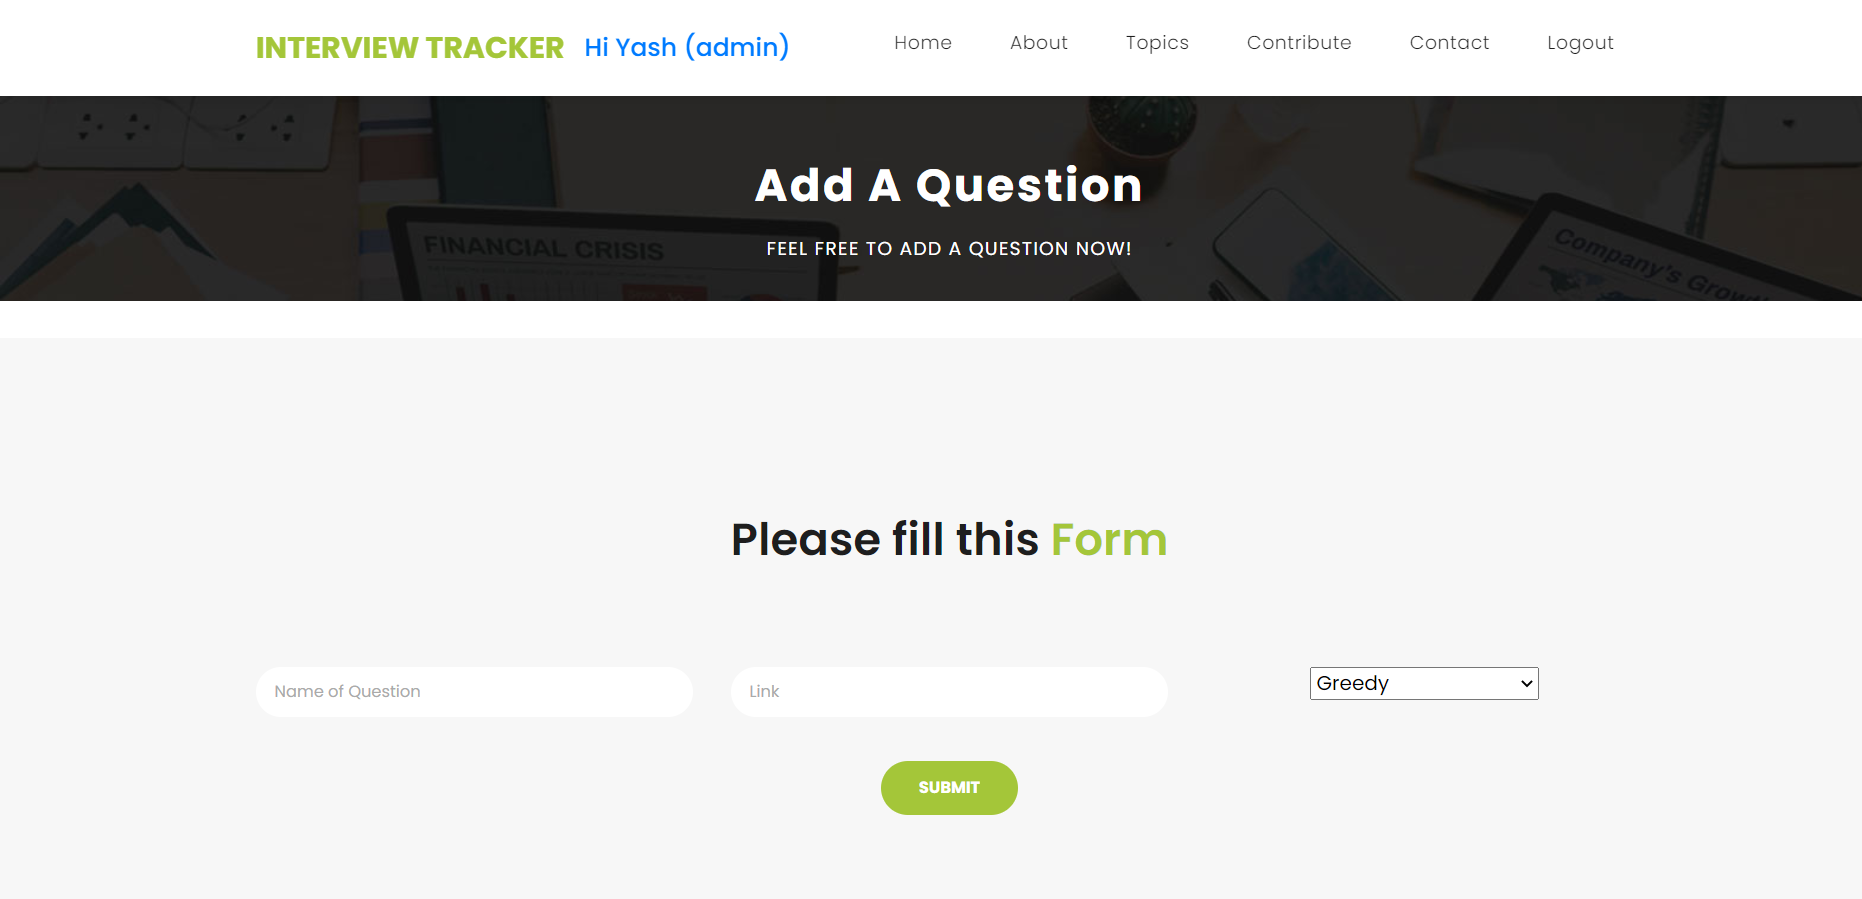 INTERVIEW TRACKER Hi Yash (admin) Home About Topics Contribute Contact Logout
Add A Question
FEEL FREE TO ADD A QUESTION NOW!
FINANCIAL CRISIS
Company's Growth
Please fill this Form
Name of Question Link Greedy
SUBMIT